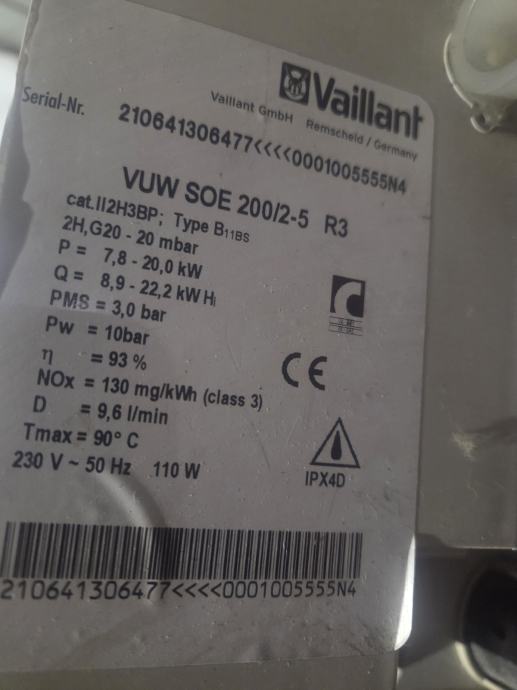 Vaillant
Vaillant GmbH Remscheid / Germany
Serial-Nr. 210641306477<<<<0001005555N4
VUW SOE 200/2-5 R3
cat.II2H3BP; Type B11BS
2H,G20 - 20 mbar
P = 7,8 - 20,0 kW
Q = 8,9 - 22,2 kW Hi
PMS = 3,0 bar
Pw = 10bar
η = 93 %
NOx = 130 mg/kWh (class 3)
D = 9,6 l/min
Tmax = 90° C
230 V ~ 50 Hz 110 W
CE
IPX4D
210641306477<<<<0001005555N4